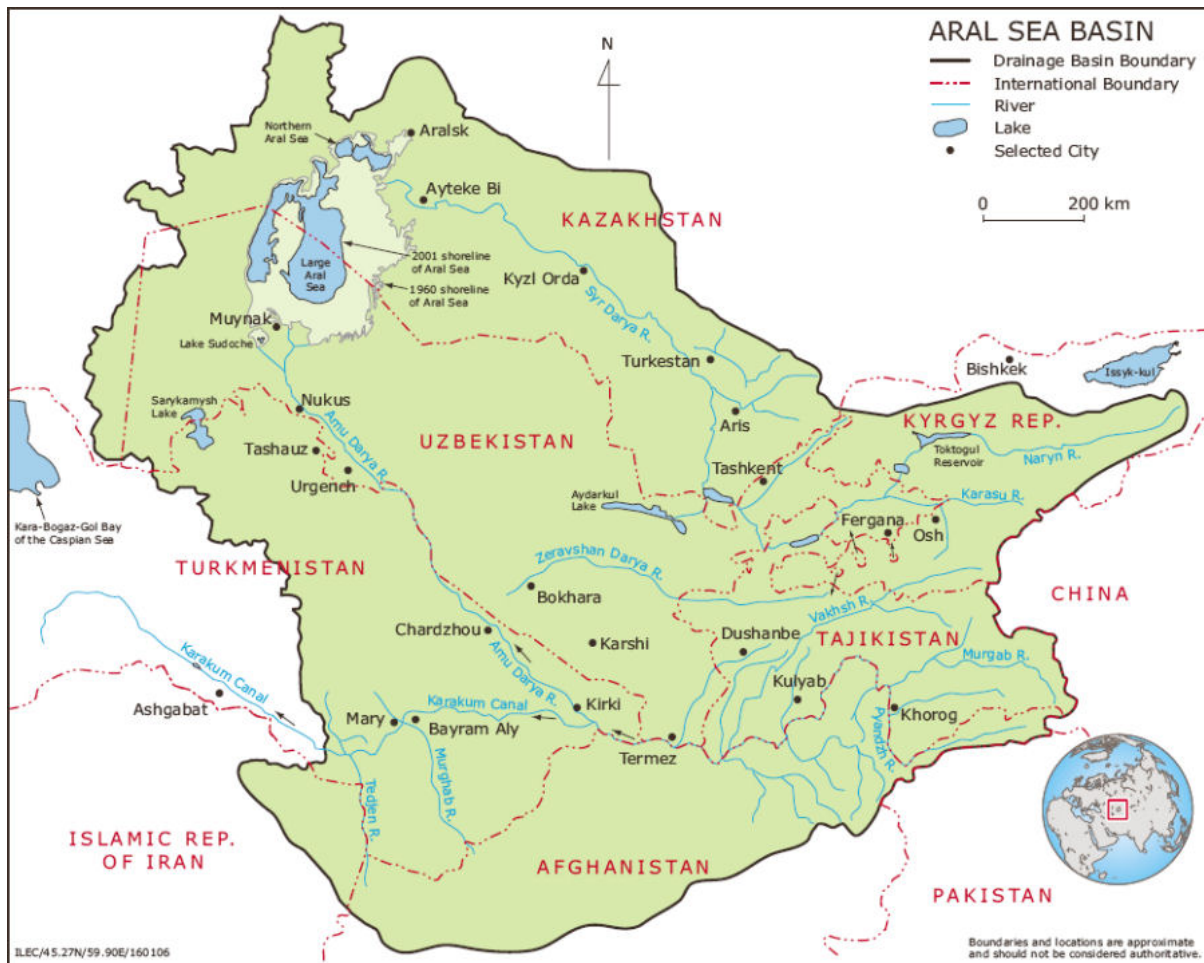 ARAL SEA BASIN
Drainage Basin Boundary
International Boundary
River
Lake
Selected City
N
0
200 km
Northern
Aral Sea
Aralsk
Ayteke Bi
KAZAKHSTAN
2001 shoreline
of Aral Sea
Large
Aral
Sea
1960 shoreline
of Aral Sea
Kyzl Orda
Syr Darya R.
Muynak
Lake Sudoche
Turkestan
Bishkek
Issyk-kul
Sarykamysh
Lake
Nukus
Amu Darya R.
UZBEKISTAN
Aris
KYRGYZ REP.
Toktogul
Reservoir
Naryn R.
Tashauz
Urgench
Tashkent
Aydarkul
Lake
Karasu R.
Fergana
Osh
Kara-Bogaz-Gol Bay
of the Caspian Sea
TURKMENISTAN
Zeravshan Darya R.
Bokhara
Vakhsh R.
CHINA
Chardzhou
Karshi
Dushanbe
TAJIKISTAN
Murgab R.
Karakum Canal
Amu Darya R.
Kulyab
Ashgabat
Karakum Canal
Kirki
Khorog
Mary
Bayram Aly
Pyandzh R.
Termez
Murghab R.
Tedjen R.
ISLAMIC REP.
OF IRAN
AFGHANISTAN
PAKISTAN
ILEC/45.27N/59.90E/160106
Boundaries and locations are approximate
and should not be considered authoritative.